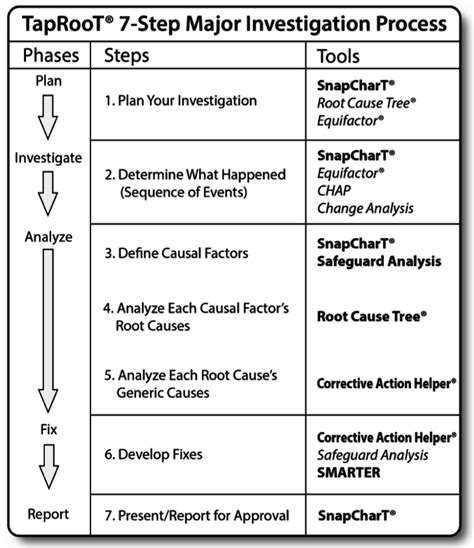 TapRooT® 7-Step Major Investigation Process
Phases Steps Tools
Plan
1. Plan Your Investigation
SnapCharT®
Root Cause Tree®
Equifactor®
Investigate
2. Determine What Happened
(Sequence of Events)
SnapCharT®
Equifactor®
CHAP
Change Analysis
Analyze
3. Define Causal Factors
SnapCharT®
Safeguard Analysis
4. Analyze Each Causal Factor's
Root Causes
Root Cause Tree®
5. Analyze Each Root Cause's
Generic Causes
Corrective Action Helper®
Fix
6. Develop Fixes
Corrective Action Helper®
Safeguard Analysis
SMARTER
Report
7. Present/Report for Approval
SnapCharT®